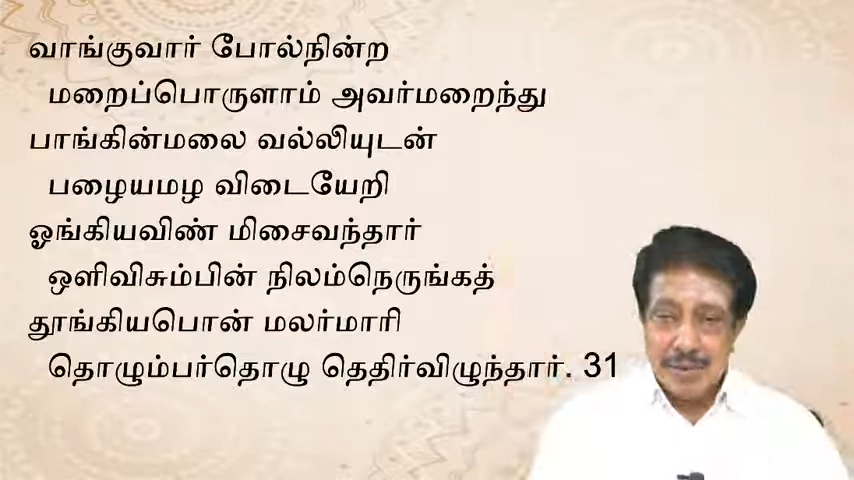 வாங்குவார் போல்நின்ற
மறைப்பொருளாம் அவர்மறைந்து
பாங்கின்மலை வல்லியுடன்
பழையமழ விடையேறி
ஓங்கியவிண் மிசைவந்தார்
ஒளிவிசும்பின் நிலம்நெருங்கத்
தூங்கியபொன் மலர்மாரி
தொழும்பர்தொழு தெதிர்விழுந்தார். 31